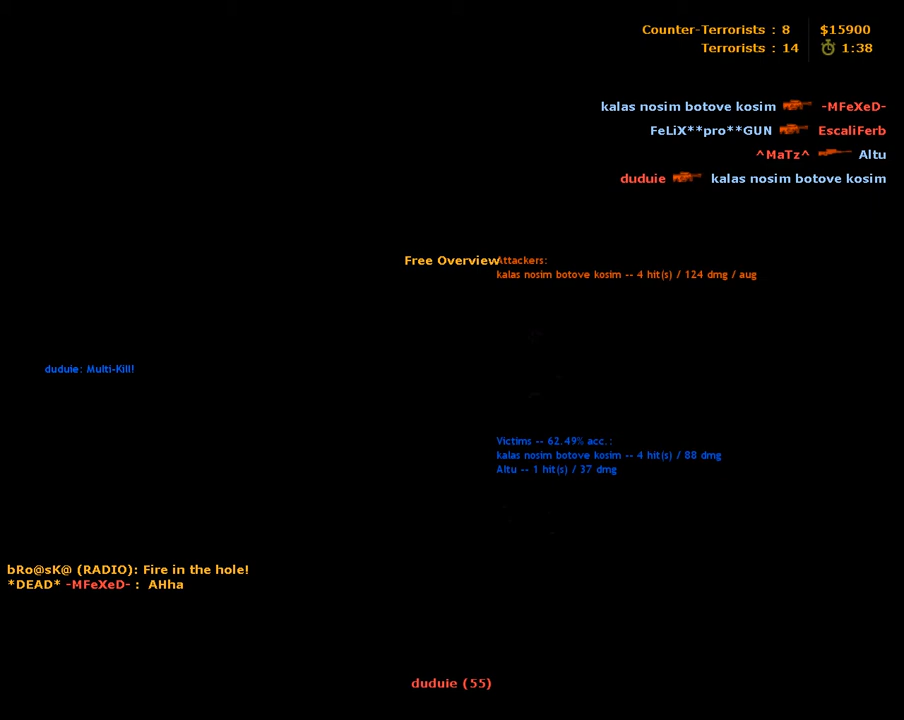 Counter-Terrorists : 8 $15900
Terrorists : 14 1:38
kalas nosim botove kosim -MFeXeD-
FeLiX**pro**GUN EscaliFerb
^MaTz^ Altu
duduie kalas nosim botove kosim
Free Overview
Attackers:
kalas nosim botove kosim -- 4 hit(s) / 124 dmg / aug
duduie: Multi-Kill!
Victims -- 62.49% acc.:
kalas nosim botove kosim -- 4 hit(s) / 88 dmg
Altu -- 1 hit(s) / 37 dmg
bRo@sK@ (RADIO): Fire in the hole!
*DEAD* -MFeXeD- : AHha
duduie (55)